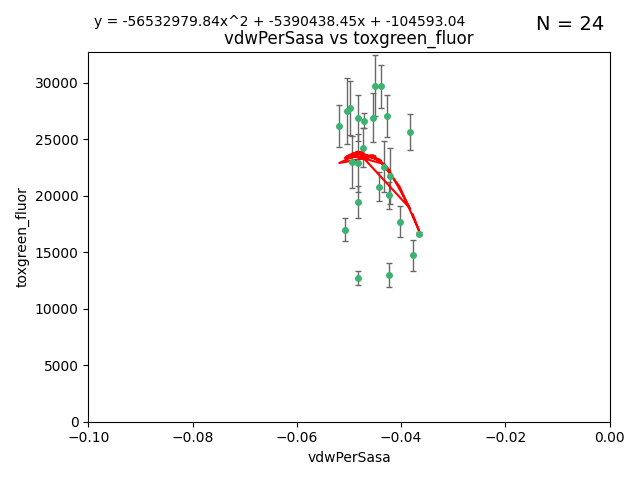 y = -56532979.84x^2 + -5390438.45x + -104593.04
N = 24
vdwPerSasa vs toxgreen_fluor
toxgreen_fluor
30000
25000
20000
15000
10000
5000
0
−0.10
−0.08
−0.06
−0.04
−0.02
0.00
vdwPerSasa